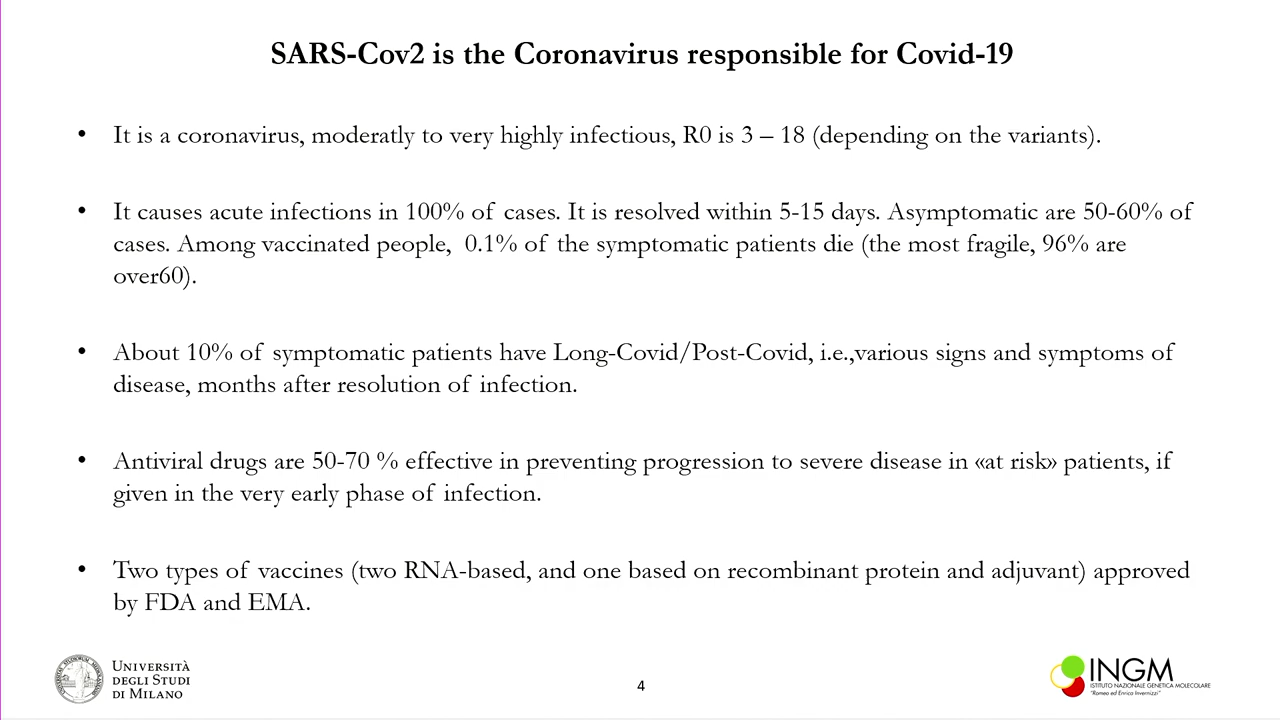 SARS-Cov2 is the Coronavirus responsible for Covid-19
• It is a coronavirus, moderatly to very highly infectious, R0 is 3 – 18 (depending on the variants).
• It causes acute infections in 100% of cases. It is resolved within 5-15 days. Asymptomatic are 50-60% of
cases. Among vaccinated people, 0.1% of the symptomatic patients die (the most fragile, 96% are
over60).
• About 10% of symptomatic patients have Long-Covid/Post-Covid, i.e.,various signs and symptoms of
disease, months after resolution of infection.
• Antiviral drugs are 50-70 % effective in preventing progression to severe disease in «at risk» patients, if
given in the very early phase of infection.
• Two types of vaccines (two RNA-based, and one based on recombinant protein and adjuvant) approved
by FDA and EMA.
UNIVERSITÀ
DEGLI STUDI
DI MILANO
4
INGM
ISTITUTO NAZIONALE GENETICA MOLECOLARE
"Romeo ed Enrica Invernizzi"